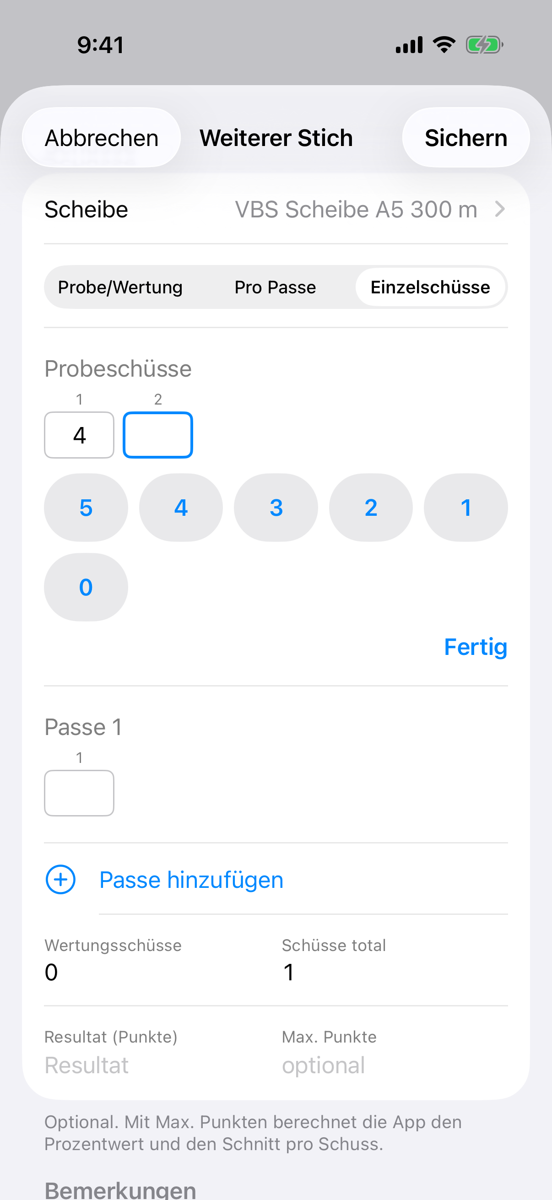 9:41
Abbrechen Weiterer Stich Sichern
Scheibe VBS Scheibe A5 300 m
Probe/Wertung Pro Passe Einzelschüsse
Probeschüsse
1 2
4
5 4 3 2 1
0
Fertig
Passe 1
1
Passe hinzufügen
Wertungsschüsse Schüsse total
0 1
Resultat (Punkte) Max. Punkte
Resultat optional
Optional. Mit Max. Punkten berechnet die App den
Prozentwert und den Schnitt pro Schuss.
Bemerkungen